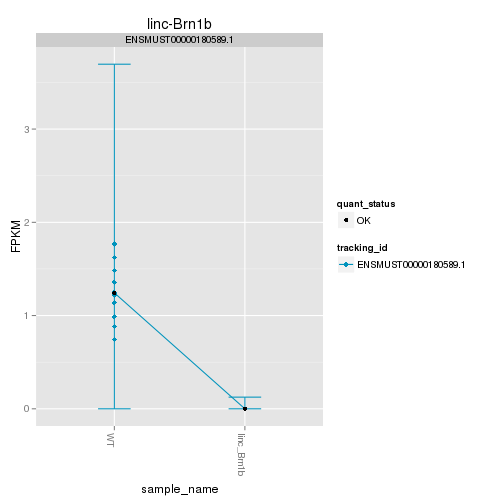 linc-Brn1b
ENSMUST00000180589.1
FPKM
3
2
1
0
WT
linc_Brn1b
sample_name
quant_status
OK
tracking_id
ENSMUST00000180589.1